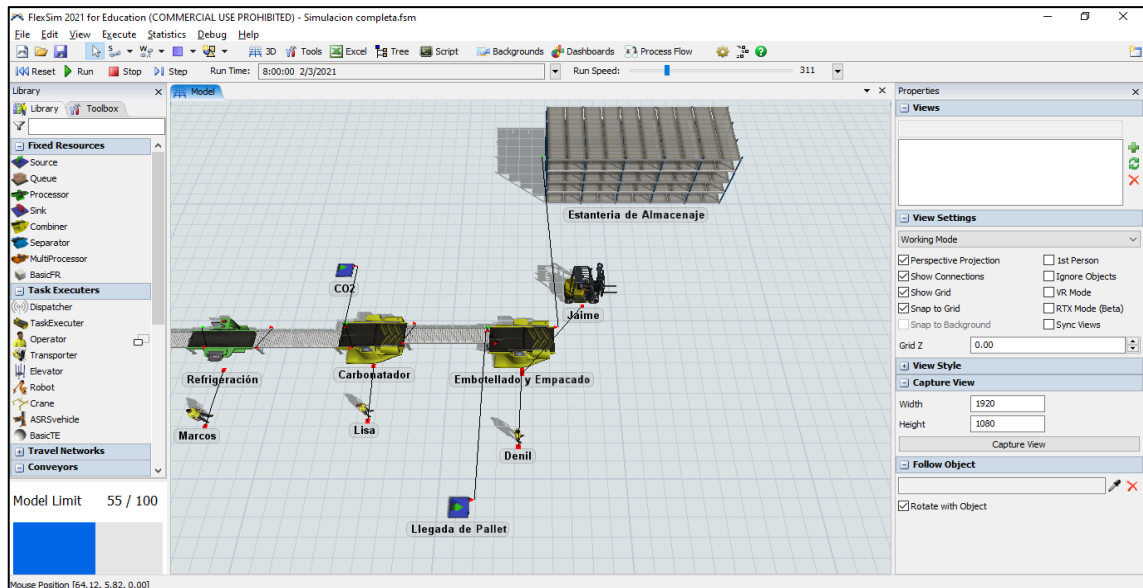 FlexSim 2021 for Education (COMMERCIAL USE PROHIBITED) - Simulacion completa.fsm
File Edit View Execute Statistics Debug Help
3D Tools Excel Tree Script Backgrounds Dashboards Process Flow
Reset Run Stop Step Run Time: 8:00:00 2/3/2021 Run Speed: 311
Library
Library Toolbox
Fixed Resources
Source
Queue
Processor
Sink
Combiner
Separator
MultiProcessor
BasicFR
Task Executers
Dispatcher
TaskExecuter
Operator
Transporter
Elevator
Robot
Crane
ASRSvehicle
BasicTE
Travel Networks
Conveyors
Model Limit 55 / 100
Mouse Position [64.12, 5.82, 0.00]
Model
Estanteria de Almacenaje
CO2
Jaime
Refrigeración
Carbonatador
Embotellado y Empacado
Marcos
Lisa
Denil
Llegada de Pallet
Properties
Views
View Settings
Working Mode
Perspective Projection 1st Person
Show Connections Ignore Objects
Show Grid VR Mode
Snap to Grid RTX Mode (Beta)
Snap to Background Sync Views
Grid Z 0.00
View Style
Capture View
Width 1920
Height 1080
Capture View
Follow Object
Rotate with Object